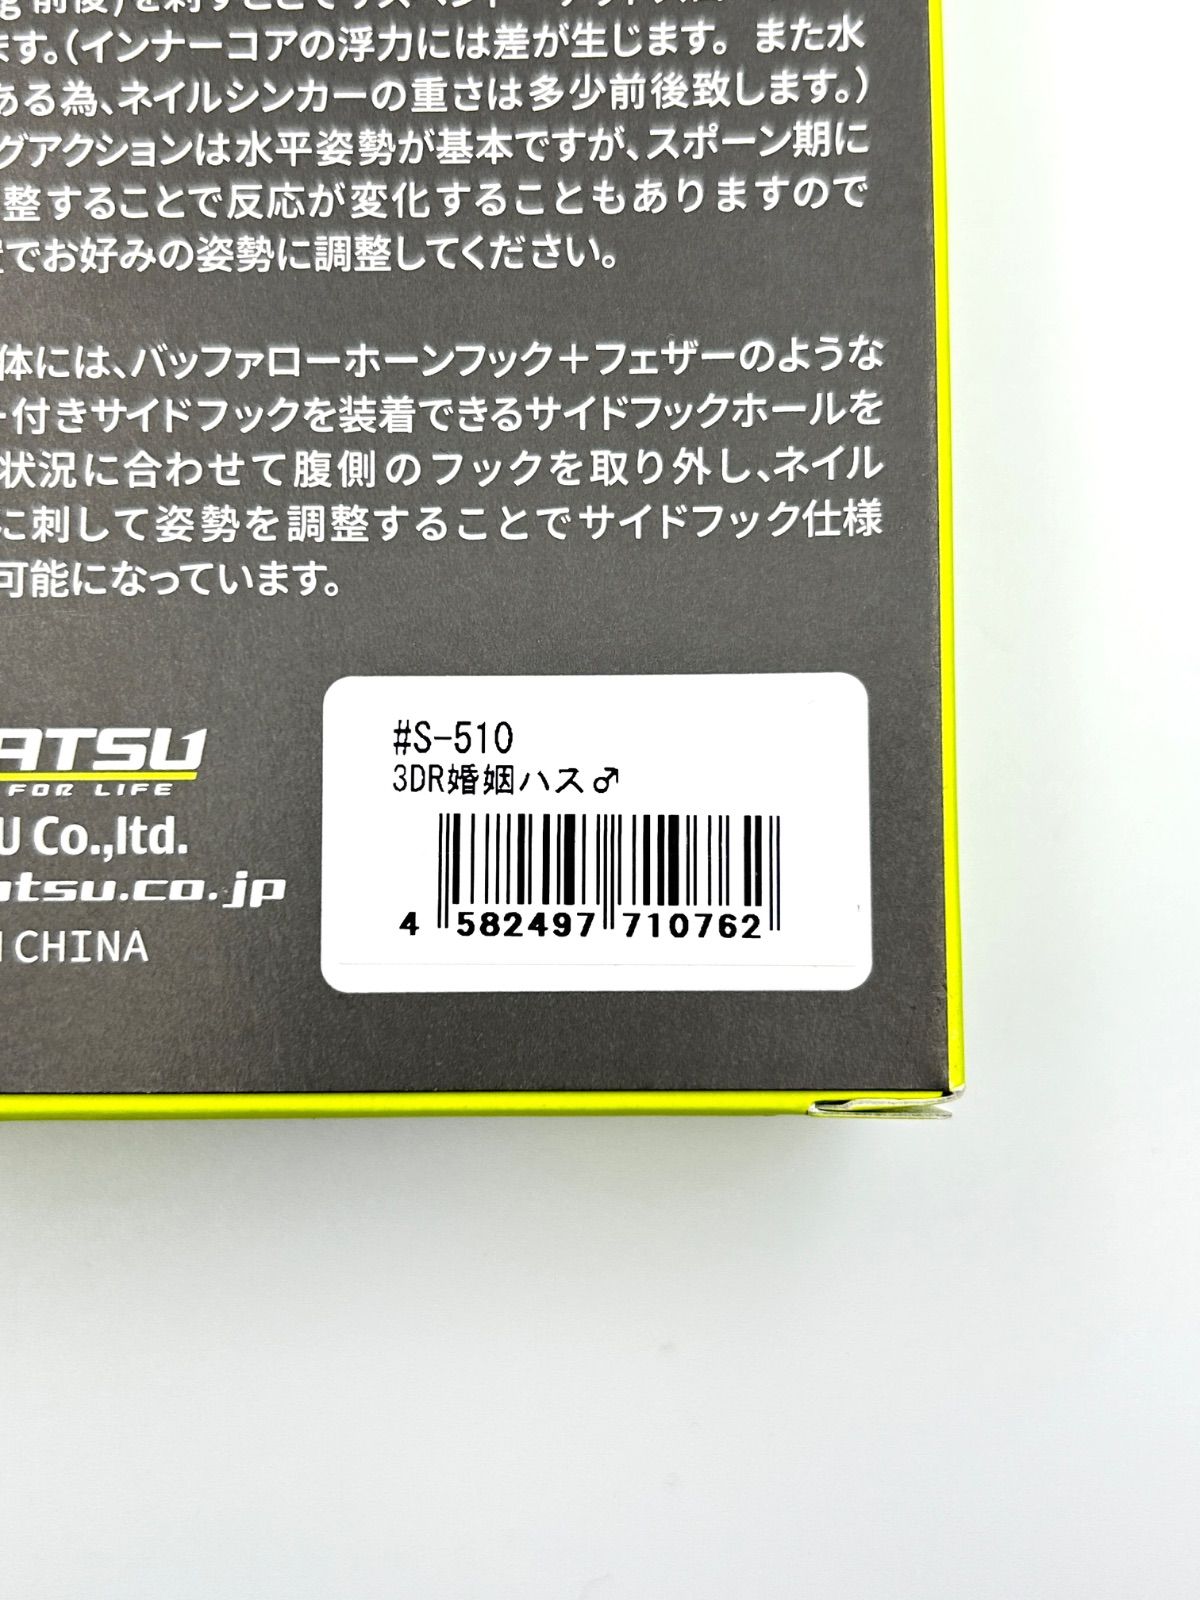 ます。(インナーコアの浮力には差が生じます。また水
ある為、ネイルシンカーの重さは多少前後致します。)
グアクションは水平姿勢が基本ですが、スポーン期に
整することで反応が変化することもありますので
でお好みの姿勢に調整してください。
体には、バッファローホーンフック+フェザーのような
付きサイドフックを装着できるサイドフックホールを
状況に合わせて腹側のフックを取り外し、ネイル
に刺して姿勢を調整することでサイドフック仕様
可能になっています。
ATSU
FOR LIFE
U Co.,ltd.
atsu.co.jp
CHINA
#S-510
3DR婚姻ハス♂
4 582497 710762